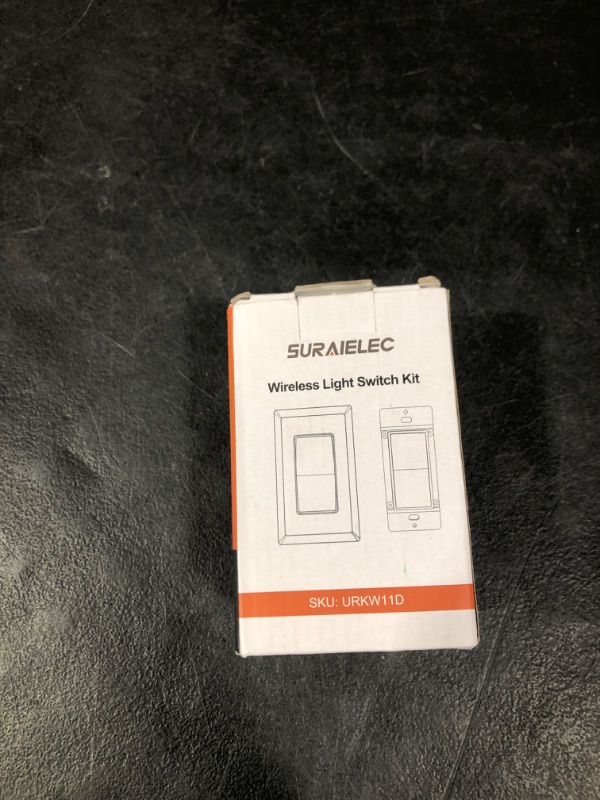 SURAIELEC
Wireless Light Switch Kit
SKU: URKW11D